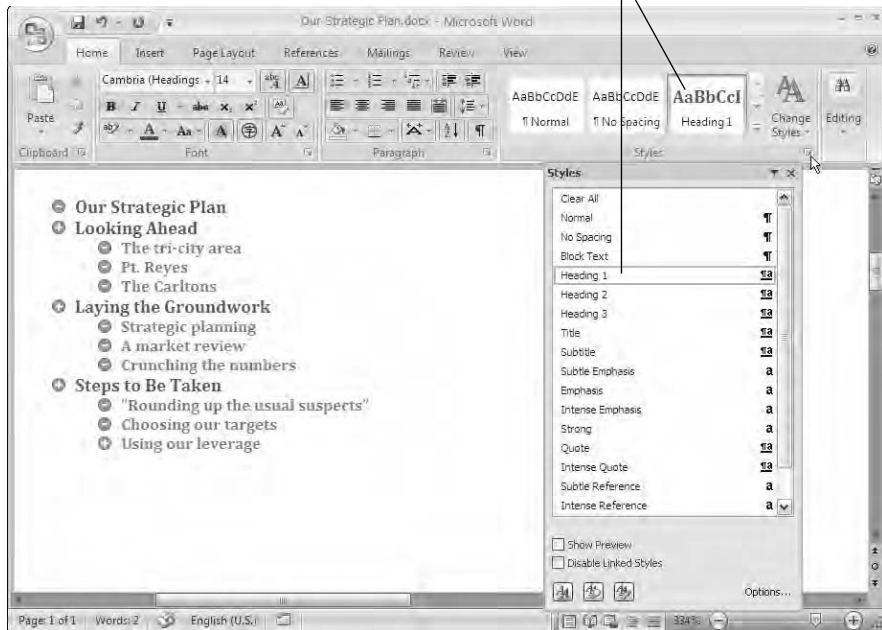 Our Strategic Plan.docx - Microsoft Word
Home Insert Page Layout References Mailings Review View
Cambria (Headings 14
B I U abc x, x²
Aa A A
Paste
AaBbCcDdE AaBbCcDdE AaBbCcI
¶ Normal ¶ No Spacing Heading 1
Change Styles
Editing
Clipboard Font Paragraph Styles
Our Strategic Plan
Looking Ahead
The tri-city area
Pt. Reyes
The Carltons
Laying the Groundwork
Strategic planning
A market review
Crunching the numbers
Steps to Be Taken
"Rounding up the usual suspects"
Choosing our targets
Using our leverage
Styles
Clear All
Normal ¶
No Spacing ¶
Block Text ¶
Heading 1 ¶a
Heading 2 ¶a
Heading 3 ¶a
Title ¶a
Subtitle ¶a
Subtle Emphasis a
Emphasis a
Intense Emphasis a
Strong a
Quote ¶a
Intense Quote ¶a
Subtle Reference a
Intense Reference a
Show Preview
Disable Linked Styles
Options...
Page: 1 of 1 Words: 2 English (U.S.) 334%